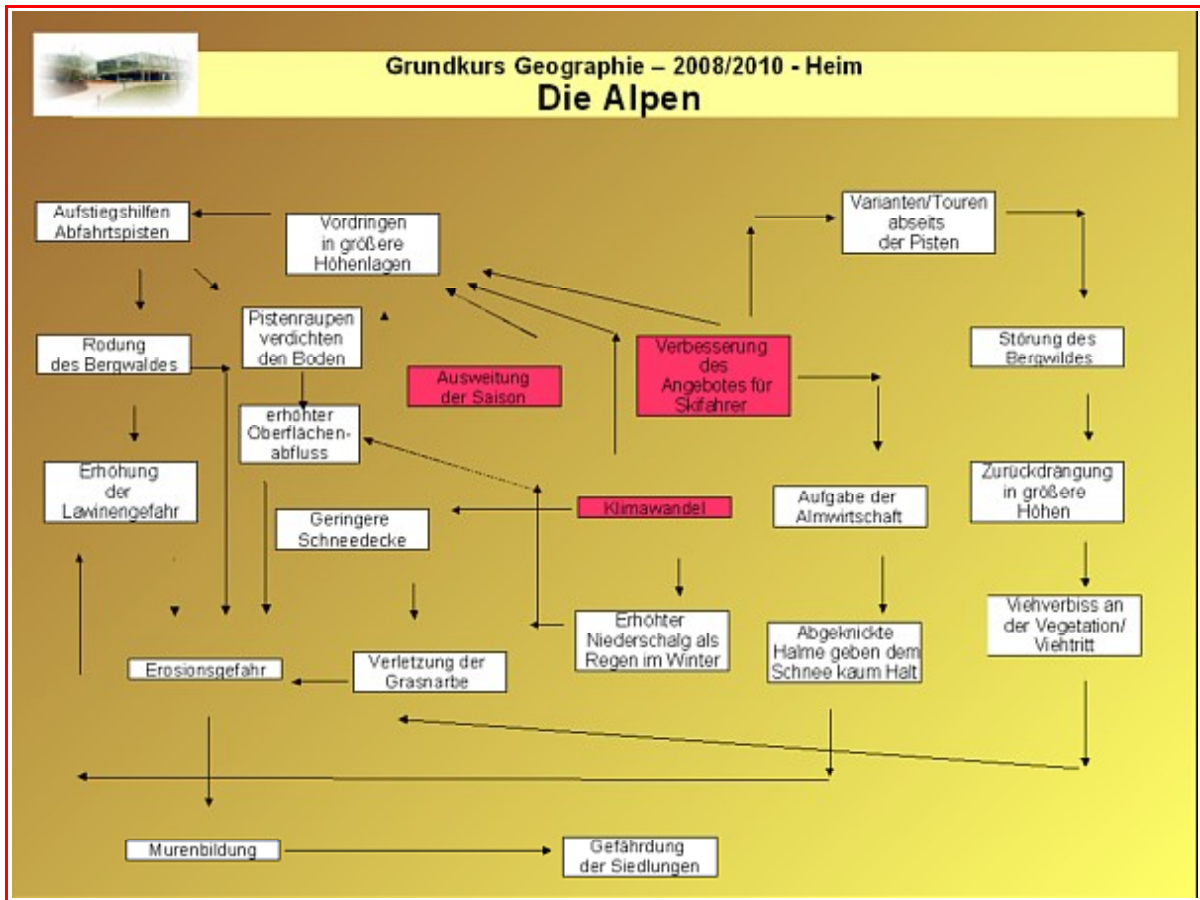 Grundkurs Geographie – 2008/2010 - Heim
Die Alpen
Aufstiegshilfen
Abfahrtspisten
Vordringen
in größere
Höhenlagen
Varianten/Touren
abseits
der Pisten
Rodung
des Bergwaldes
Pistenraupen
verdichten
den Boden
Ausweitung
der Saison
Verbesserung
des
Angebotes für
Skifahrer
Störung des
Bergwildes
erhöhter
Oberflächen-
abfluss
Erhöhung
der
Lawinengefahr
Geringere
Schneedecke
Klimawandel
Aufgabe der
Almwirtschaft
Zurückdrängung
in größere
Höhen
Erosionsgefahr
Verletzung der
Grasnarbe
Erhöhter
Niederschalg als
Regen im Winter
Abgeknickte
Halme geben dem
Schnee kaum Halt
Viehverbiss an
der Vegetation/
Viehtritt
Murenbildung
Gefährdung
der Siedlungen